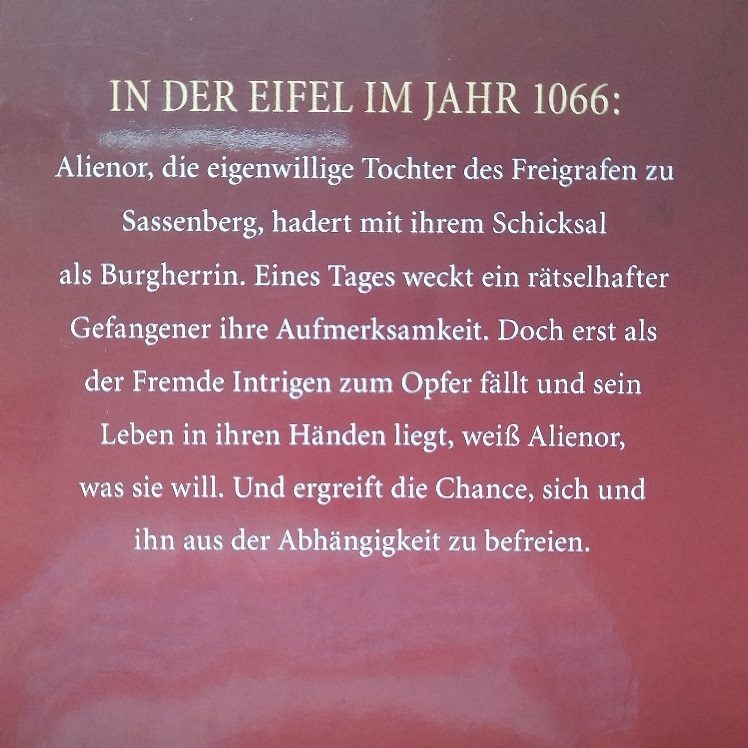 IN DER EIFEL IM JAHR 1066:
Alienor, die eigenwillige Tochter des Freigrafen zu
Sassenberg, hadert mit ihrem Schicksal
als Burgherrin. Eines Tages weckt ein rätselhafter
Gefangener ihre Aufmerksamkeit. Doch erst als
der Fremde Intrigen zum Opfer fällt und sein
Leben in ihren Händen liegt, weiß Alienor,
was sie will. Und ergreift die Chance, sich und
ihn aus der Abhängigkeit zu befreien.